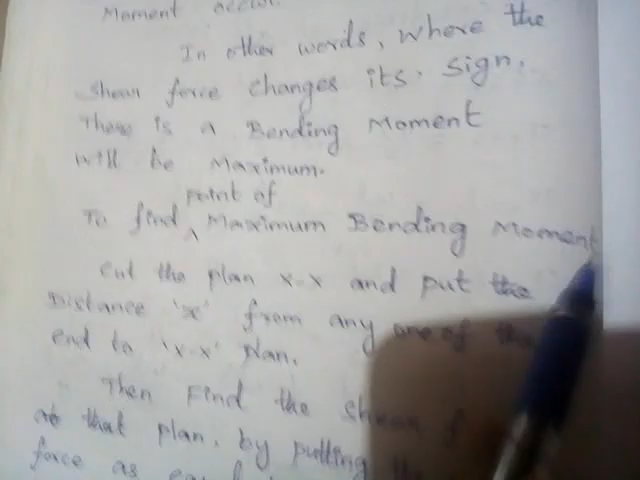 Moment
In other words, where the
shear force changes its. sign,
There is a Bending Moment
will be Maximum.
point of
To find ^ Maximum Bending Moment
cut the plan x-x and put the
Distance 'x' from any one of the
end to 'x-x' plan.
Then Find the shear f
at that plan, by putting the
force as